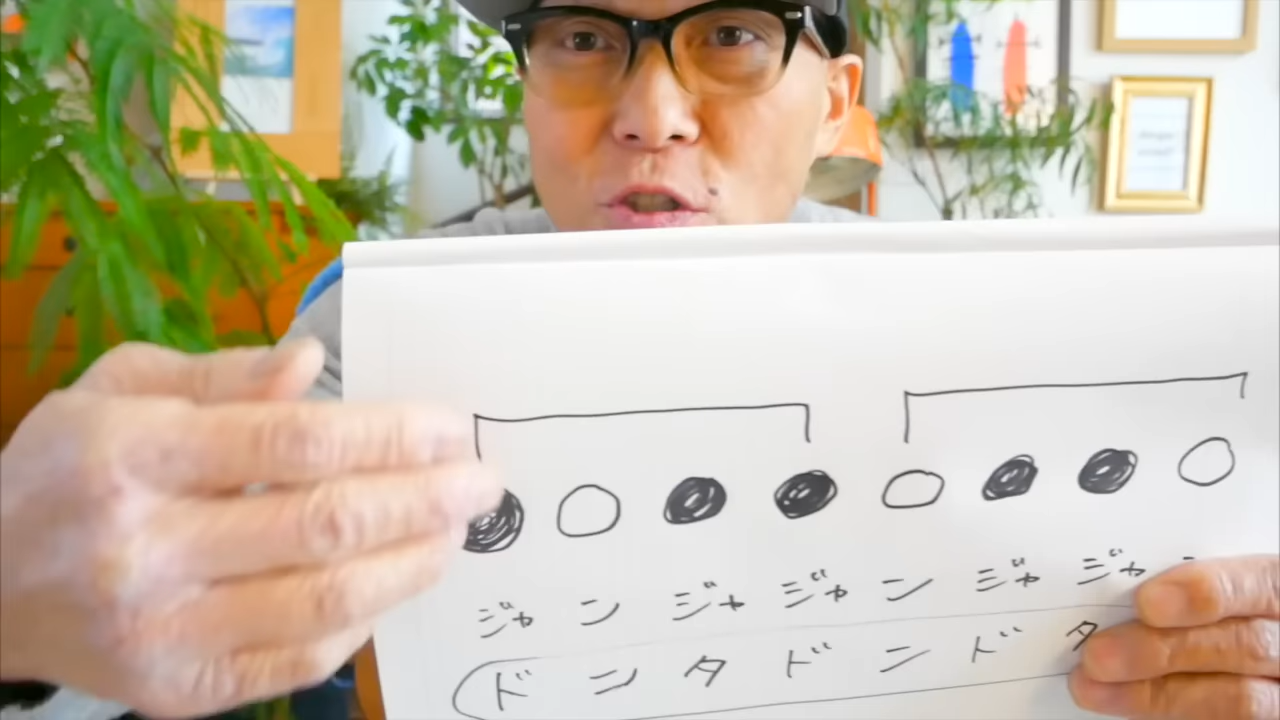 ジャ ン ジャ ジャ ン ジャ ジャ
ド ン タ ド ン ド タ